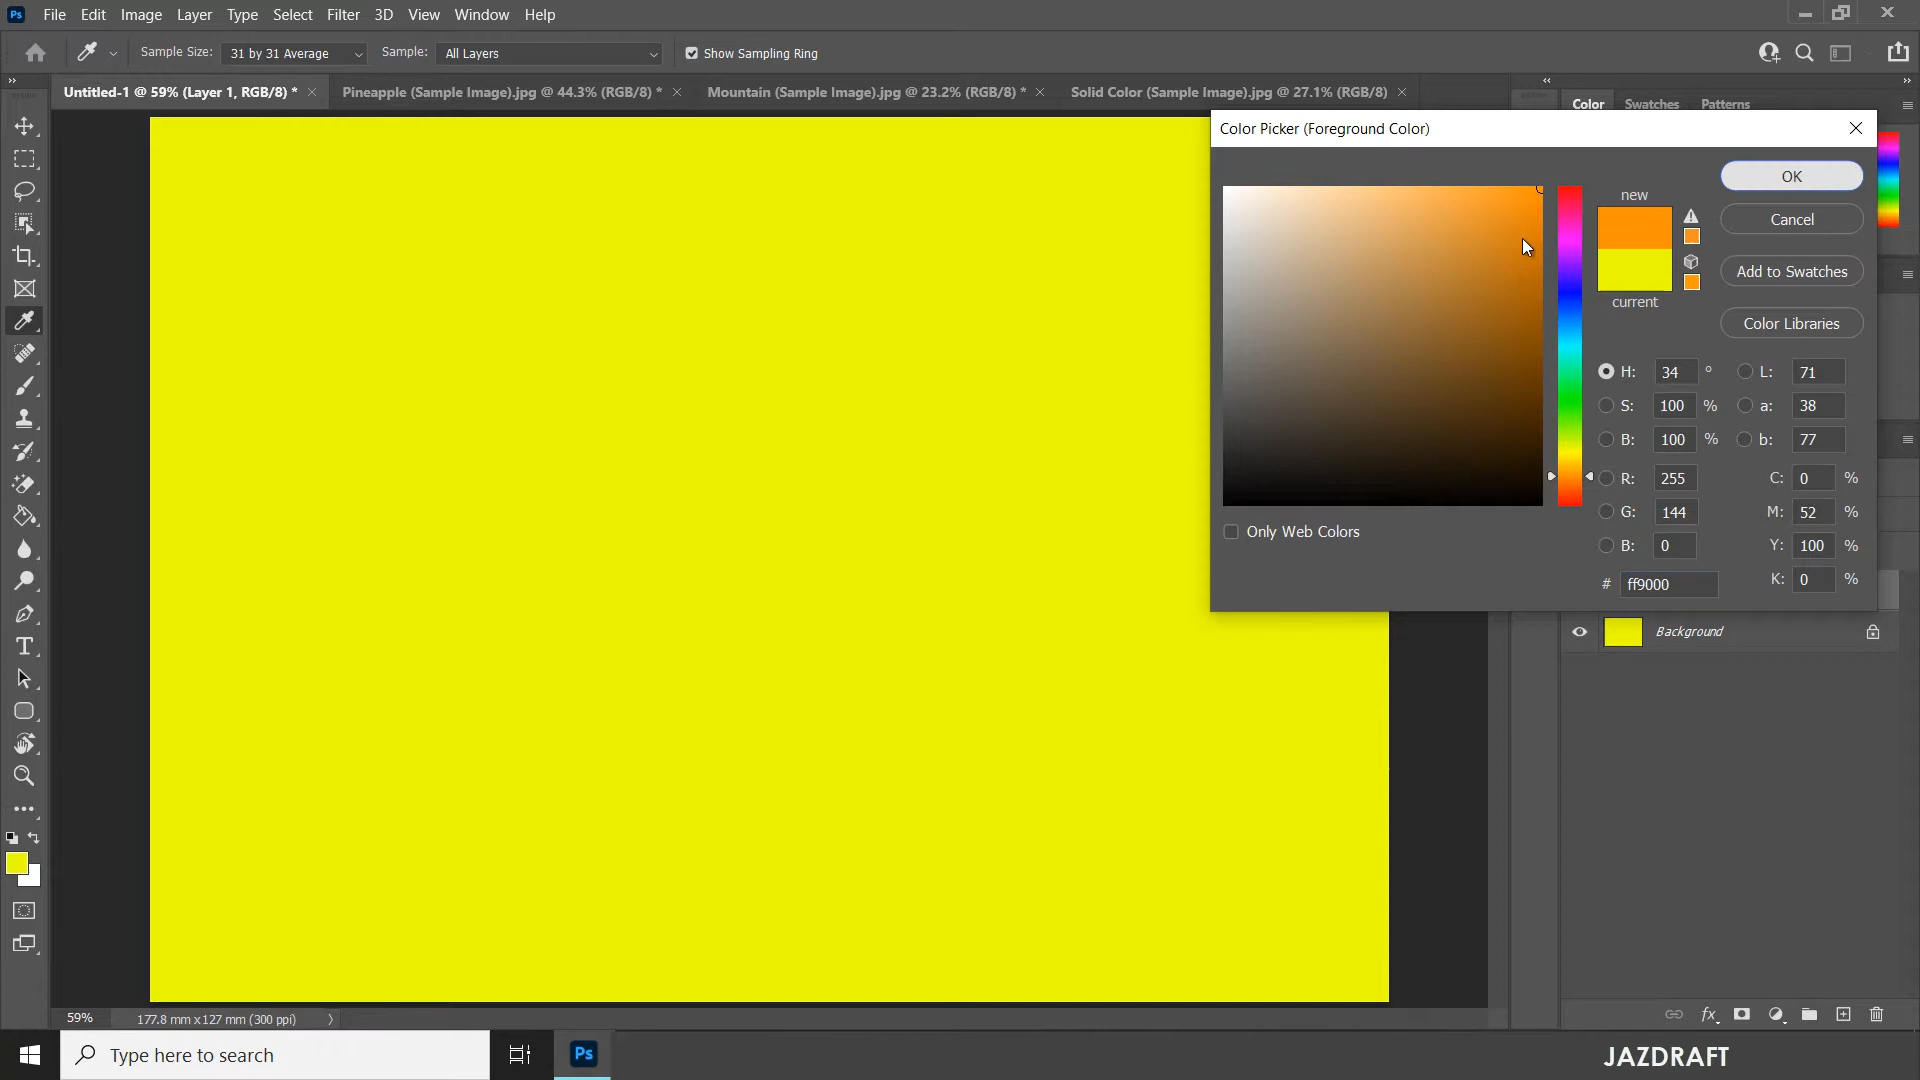 Ps File Edit Image Layer Type Select Filter 3D View Window Help
Sample Size: 31 by 31 Average Sample: All Layers Show Sampling Ring
Untitled-1 @ 59% (Layer 1, RGB/8) * Pineapple (Sample Image).jpg @ 44.3% (RGB/8) * Mountain (Sample Image).jpg @ 23.2% (RGB/8) * Solid Color (Sample Image).jpg @ 27.1% (RGB/8)
Color Swatches Patterns
Color Picker (Foreground Color)
new
current
OK
Cancel
Add to Swatches
Color Libraries
H: 34 ° L: 71
S: 100 % a: 38
B: 100 % b: 77
R: 255 C: 0 %
G: 144 M: 52 %
B: 0 Y: 100 %
# ff9000 K: 0 %
Only Web Colors
Background
59% 177.8 mm x 127 mm (300 ppi)
Type here to search
Ps
JAZDRAFT